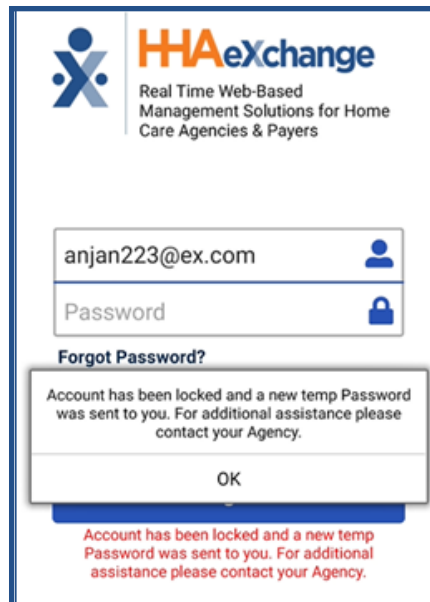 HHAeXchange
Real Time Web-Based
Management Solutions for Home
Care Agencies & Payers
anjan223@ex.com
Password
Forgot Password?
Account has been locked and a new temp Password
was sent to you. For additional assistance please
contact your Agency.
OK
Account has been locked and a new temp
Password was sent to you. For additional
assistance please contact your Agency.